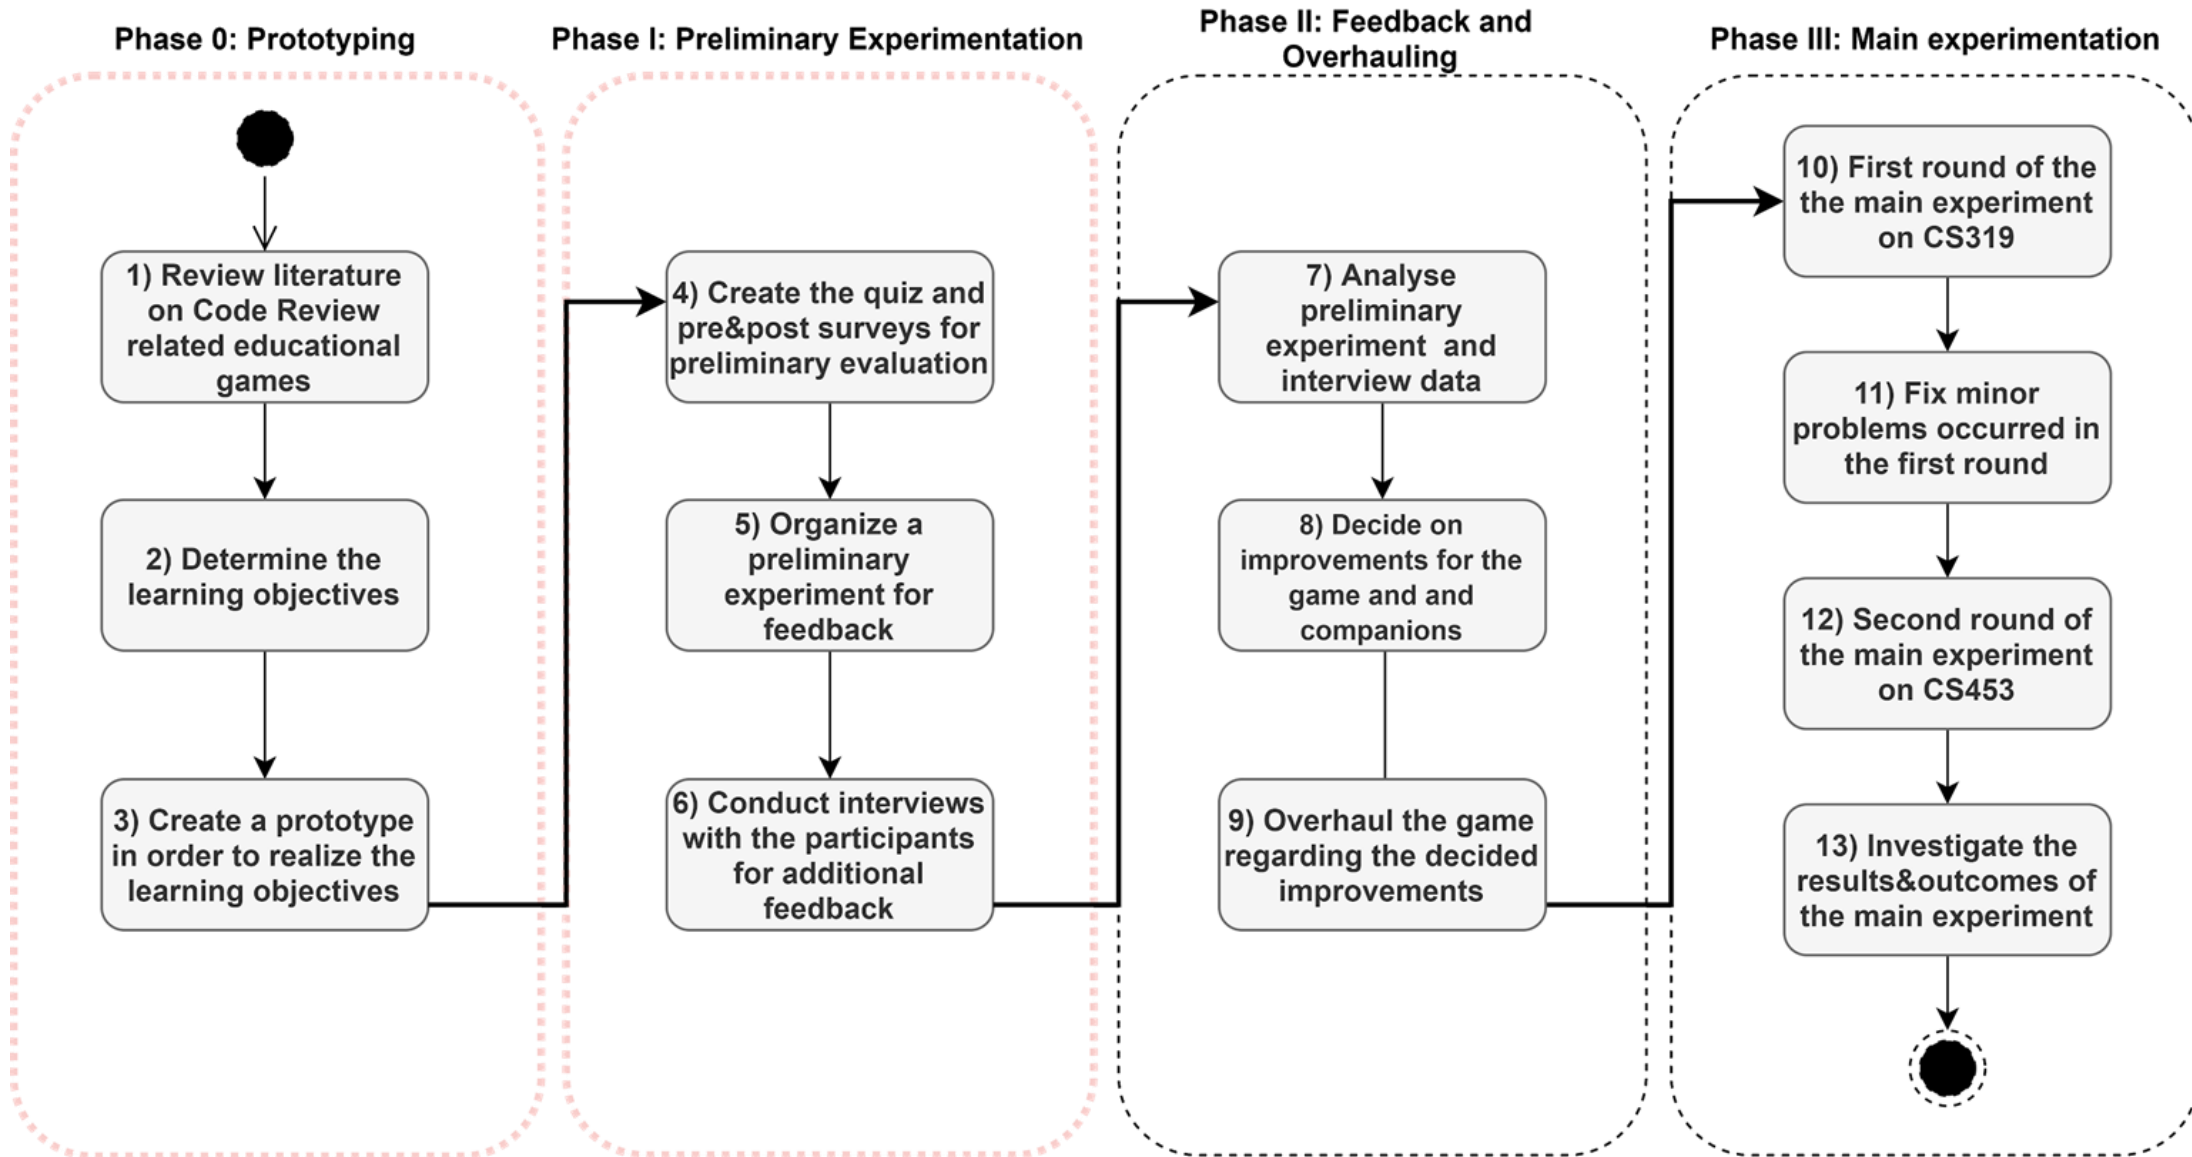 Phase 0: Prototyping
1) Review literature
on Code Review
related educational
games
2) Determine the
learning objectives
3) Create a prototype
in order to realize the
learning objectives
Phase I: Preliminary Experimentation
4) Create the quiz and
pre&post surveys for
preliminary evaluation
5) Organize a
preliminary
experiment for
feedback
6) Conduct interviews
with the participants
for additional
feedback
Phase II: Feedback and
Overhauling
7) Analyse
preliminary
experiment and
interview data
8) Decide on
improvements for the
game and and
companions
9) Overhaul the game
regarding the decided
improvements
Phase III: Main experimentation
10) First round of the
the main experiment
on CS319
11) Fix minor
problems occurred in
the first round
12) Second round of
the main experiment
on CS453
13) Investigate the
results&outcomes of
the main experiment